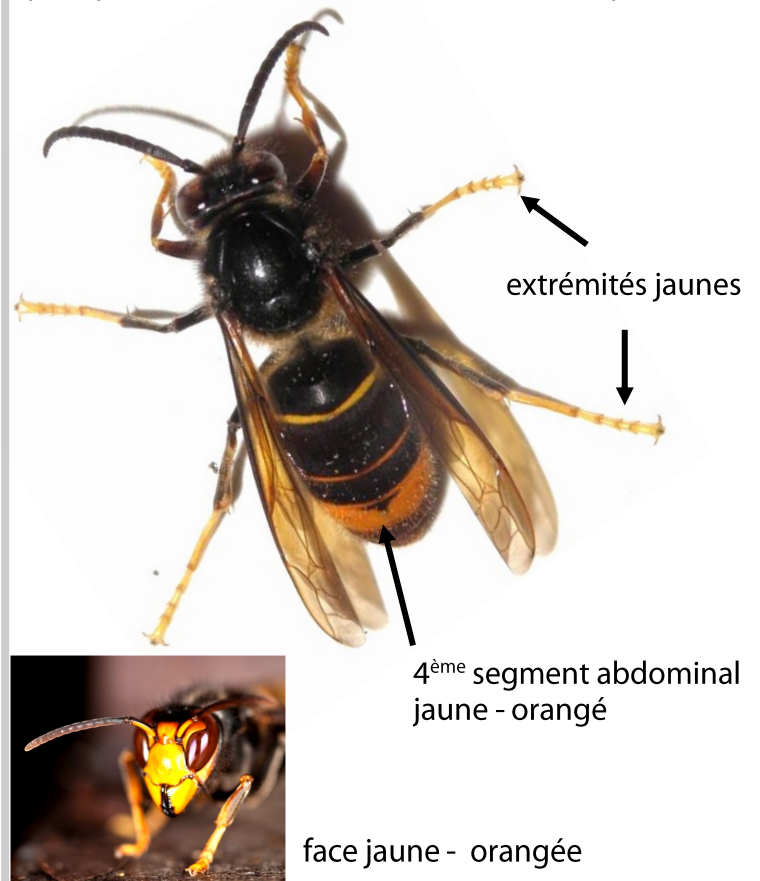 extrémités jaunes
4ème segment abdominal
jaune - orangé
face jaune - orangée